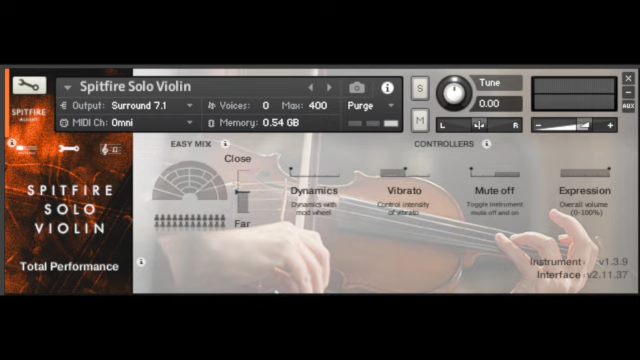 Spitfire Solo Violin
Output: Surround 7.1
Voices: 0 Max: 400
Purge
MIDI Ch: Omni
Memory: 0.54 GB
S
M
Tune
0.00
L R
AUX
SPITFIRE
EASY MIX
CONTROLLERS
Close
Far
Dynamics
Dynamics with
mod wheel
Vibrato
Control intensity
of vibrato
Mute off
Toggle instrument
mute off and on
Expression
Overall volume
(0-100%)
SPITFIRE
SOLO
VIOLIN
Total Performance
Instrument v1.3.9
Interface v2.11.37